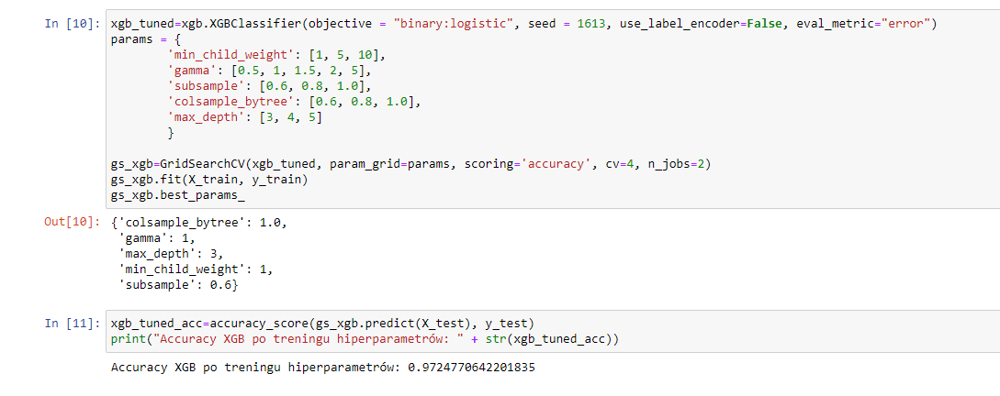 In [10]: xgb_tuned=xgb.XGBClassifier(objective = "binary:logistic", seed = 1613, use_label_encoder=False, eval_metric="error")
params = {
        'min_child_weight': [1, 5, 10],
        'gamma': [0.5, 1, 1.5, 2, 5],
        'subsample': [0.6, 0.8, 1.0],
        'colsample_bytree': [0.6, 0.8, 1.0],
        'max_depth': [3, 4, 5]
        }
gs_xgb=GridSearchCV(xgb_tuned, param_grid=params, scoring='accuracy', cv=4, n_jobs=2)
gs_xgb.fit(X_train, y_train)
gs_xgb.best_params_
Out[10]: {'colsample_bytree': 1.0,
 'gamma': 1,
 'max_depth': 3,
 'min_child_weight': 1,
 'subsample': 0.6}
In [11]: xgb_tuned_acc=accuracy_score(gs_xgb.predict(X_test), y_test)
print("Accuracy XGB po treningu hiperparametrów: " + str(xgb_tuned_acc))
Accuracy XGB po treningu hiperparametrów: 0.9724770642201835